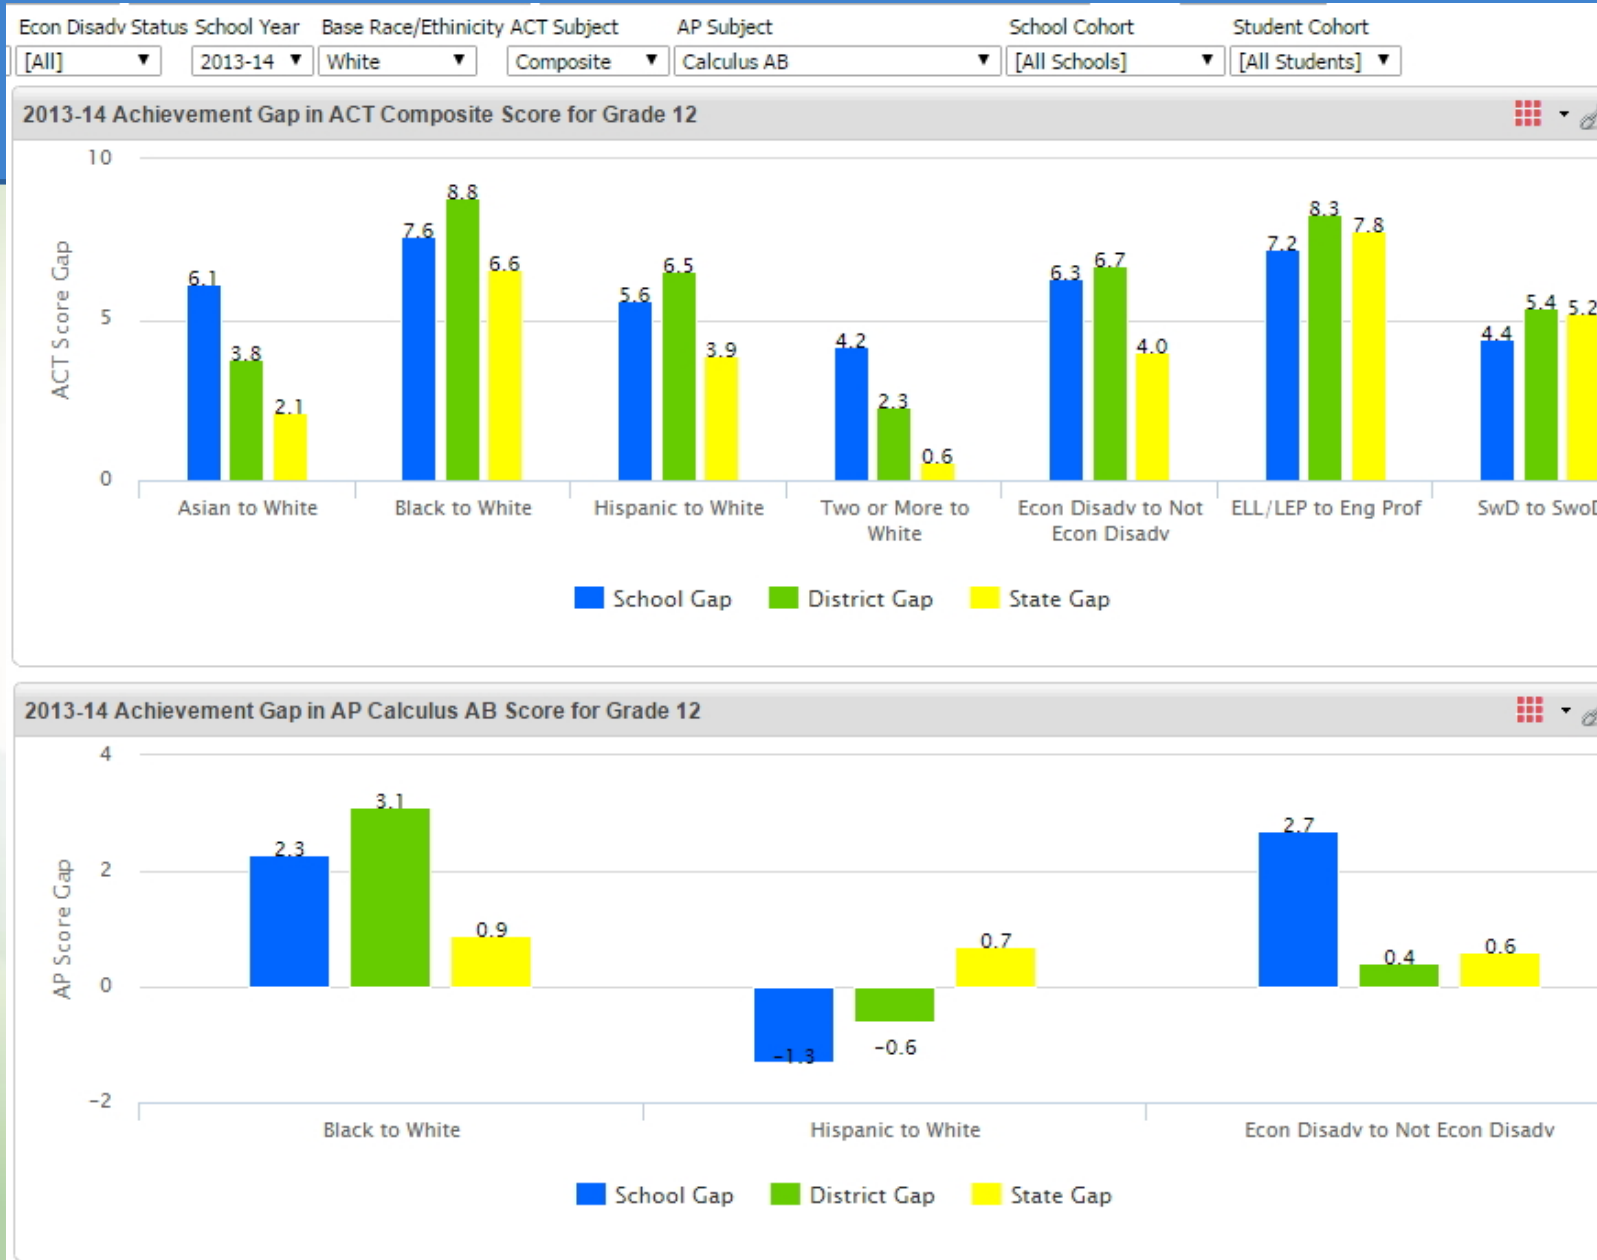 Econ Disadv Status School Year Base Race/Ethinicity ACT Subject AP Subject School Cohort Student Cohort
[All] 2013-14 White Composite Calculus AB [All Schools] [All Students]
2013-14 Achievement Gap in ACT Composite Score for Grade 12
10
5
0
ACT Score Gap
6.1 3.8 2.1
7.6 8.8 6.6
5.6 6.5 3.9
4.2 2.3 0.6
6.3 6.7 4.0
7.2 8.3 7.8
4.4 5.4 5.2
Asian to White
Black to White
Hispanic to White
Two or More to
White
Econ Disadv to Not
Econ Disadv
ELL/LEP to Eng Prof
SwD to SwoD
School Gap District Gap State Gap
2013-14 Achievement Gap in AP Calculus AB Score for Grade 12
4
2
0
-2
AP Score Gap
2.3 3.1 0.9
-1.3 -0.6 0.7
2.7 0.4 0.6
Black to White
Hispanic to White
Econ Disadv to Not Econ Disadv
School Gap District Gap State Gap